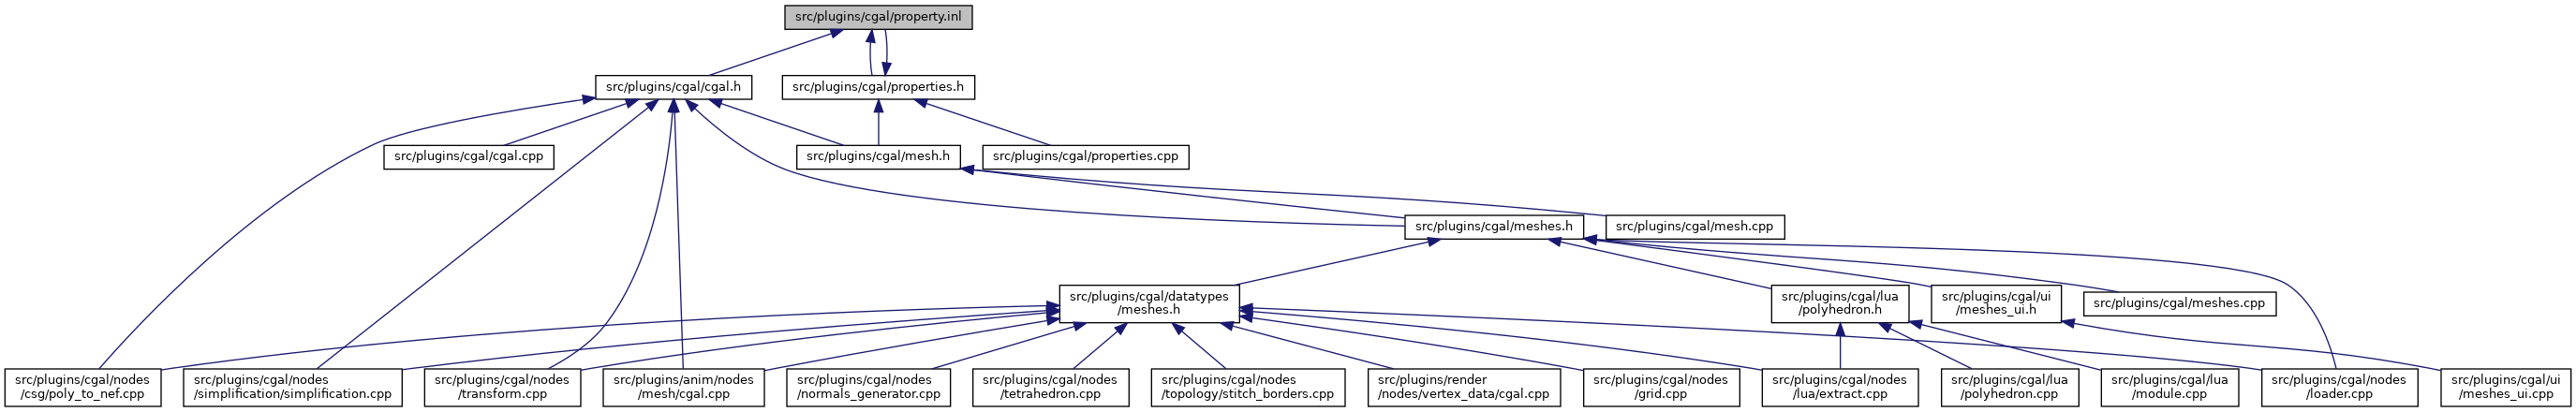 src/plugins/cgal/property.inl
src/plugins/cgal/cgal.h
src/plugins/cgal/properties.h
src/plugins/cgal/cgal.cpp
src/plugins/cgal/mesh.h
src/plugins/cgal/properties.cpp
src/plugins/cgal/meshes.h
src/plugins/cgal/mesh.cpp
src/plugins/cgal/datatypes
/meshes.h
src/plugins/cgal/lua
/polyhedron.h
src/plugins/cgal/ui
/meshes_ui.h
src/plugins/cgal/meshes.cpp
src/plugins/cgal/nodes
/csg/poly_to_nef.cpp
src/plugins/cgal/nodes
/simplification/simplification.cpp
src/plugins/cgal/nodes
/transform.cpp
src/plugins/anim/nodes
/mesh/cgal.cpp
src/plugins/cgal/nodes
/normals_generator.cpp
src/plugins/cgal/nodes
/tetrahedron.cpp
src/plugins/cgal/nodes
/topology/stitch_borders.cpp
src/plugins/render
/nodes/vertex_data/cgal.cpp
src/plugins/cgal/nodes
/grid.cpp
src/plugins/cgal/nodes
/lua/extract.cpp
src/plugins/cgal/lua
/polyhedron.cpp
src/plugins/cgal/lua
/module.cpp
src/plugins/cgal/nodes
/loader.cpp
src/plugins/cgal/ui
/meshes_ui.cpp